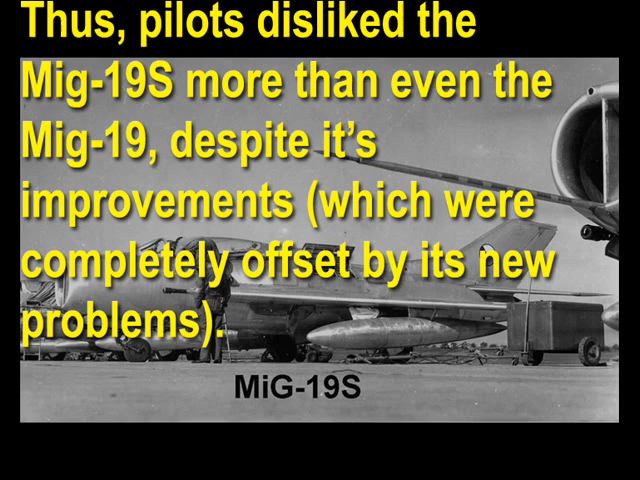 Thus, pilots disliked the
Mig-19S more than even the
Mig-19, despite it's
improvements (which were
completely offset by its new
problems).
MiG-19S